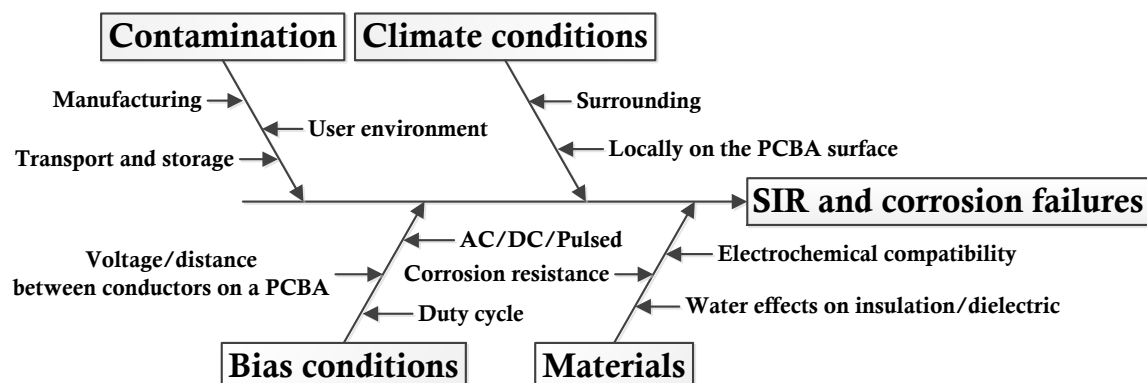 Contamination
Climate conditions
Manufacturing
Surrounding
User environment
Locally on the PCBA surface
Transport and storage
SIR and corrosion failures
AC/DC/Pulsed
Electrochemical compatibility
Voltage/distance
between conductors on a PCBA
Corrosion resistance
Water effects on insulation/dielectric
Duty cycle
Bias conditions
Materials